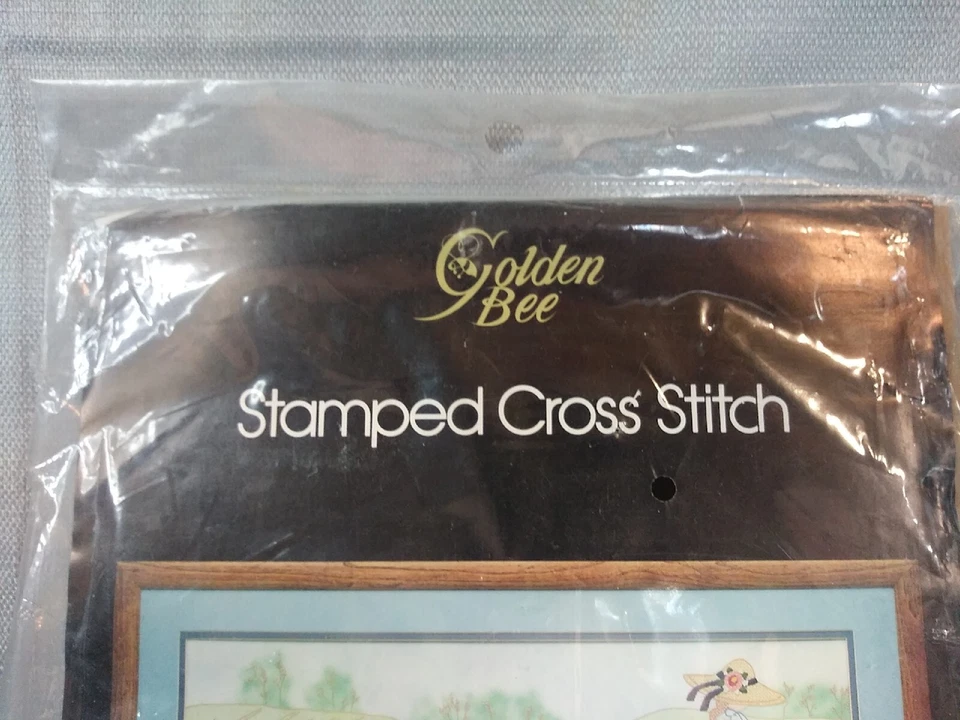 Golden
Bee
Stamped Cross Stitch